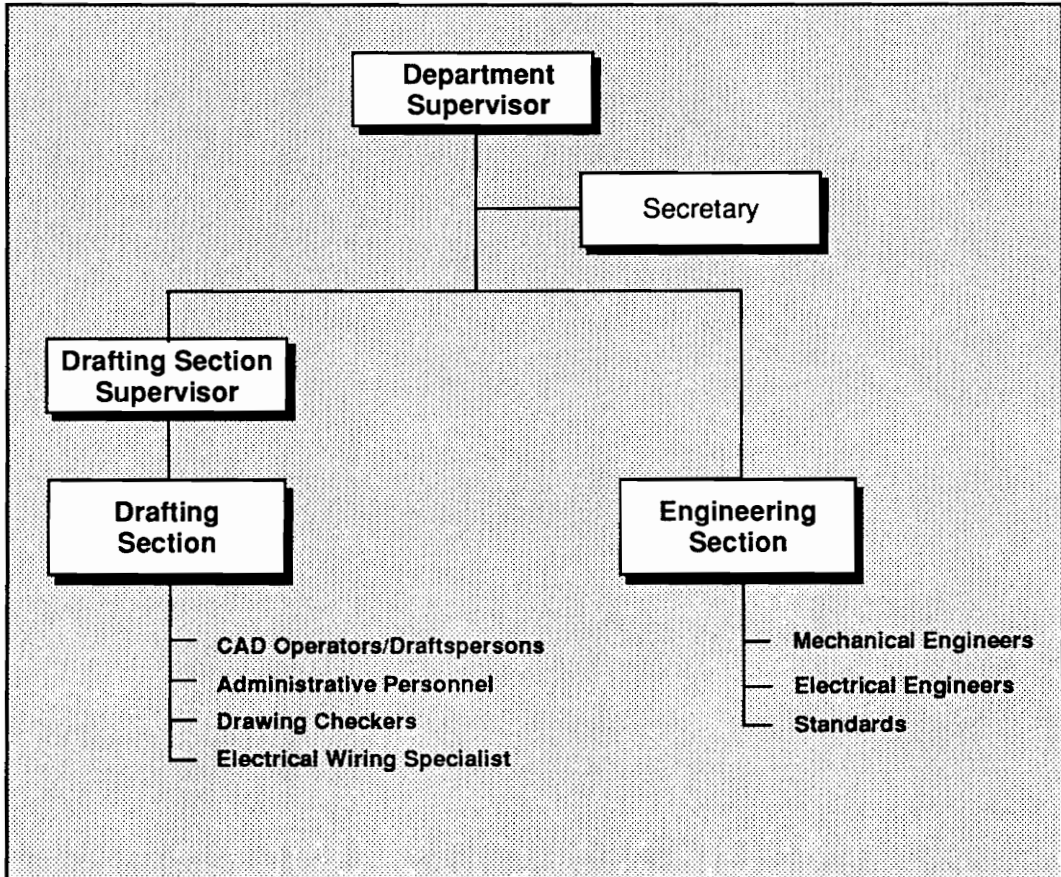 Department
Supervisor
Secretary
Drafting Section
Supervisor
Drafting
Section
Engineering
Section
CAD Operators/Draftspersons
Administrative Personnel
Drawing Checkers
Electrical Wiring Specialist
Mechanical Engineers
Electrical Engineers
Standards